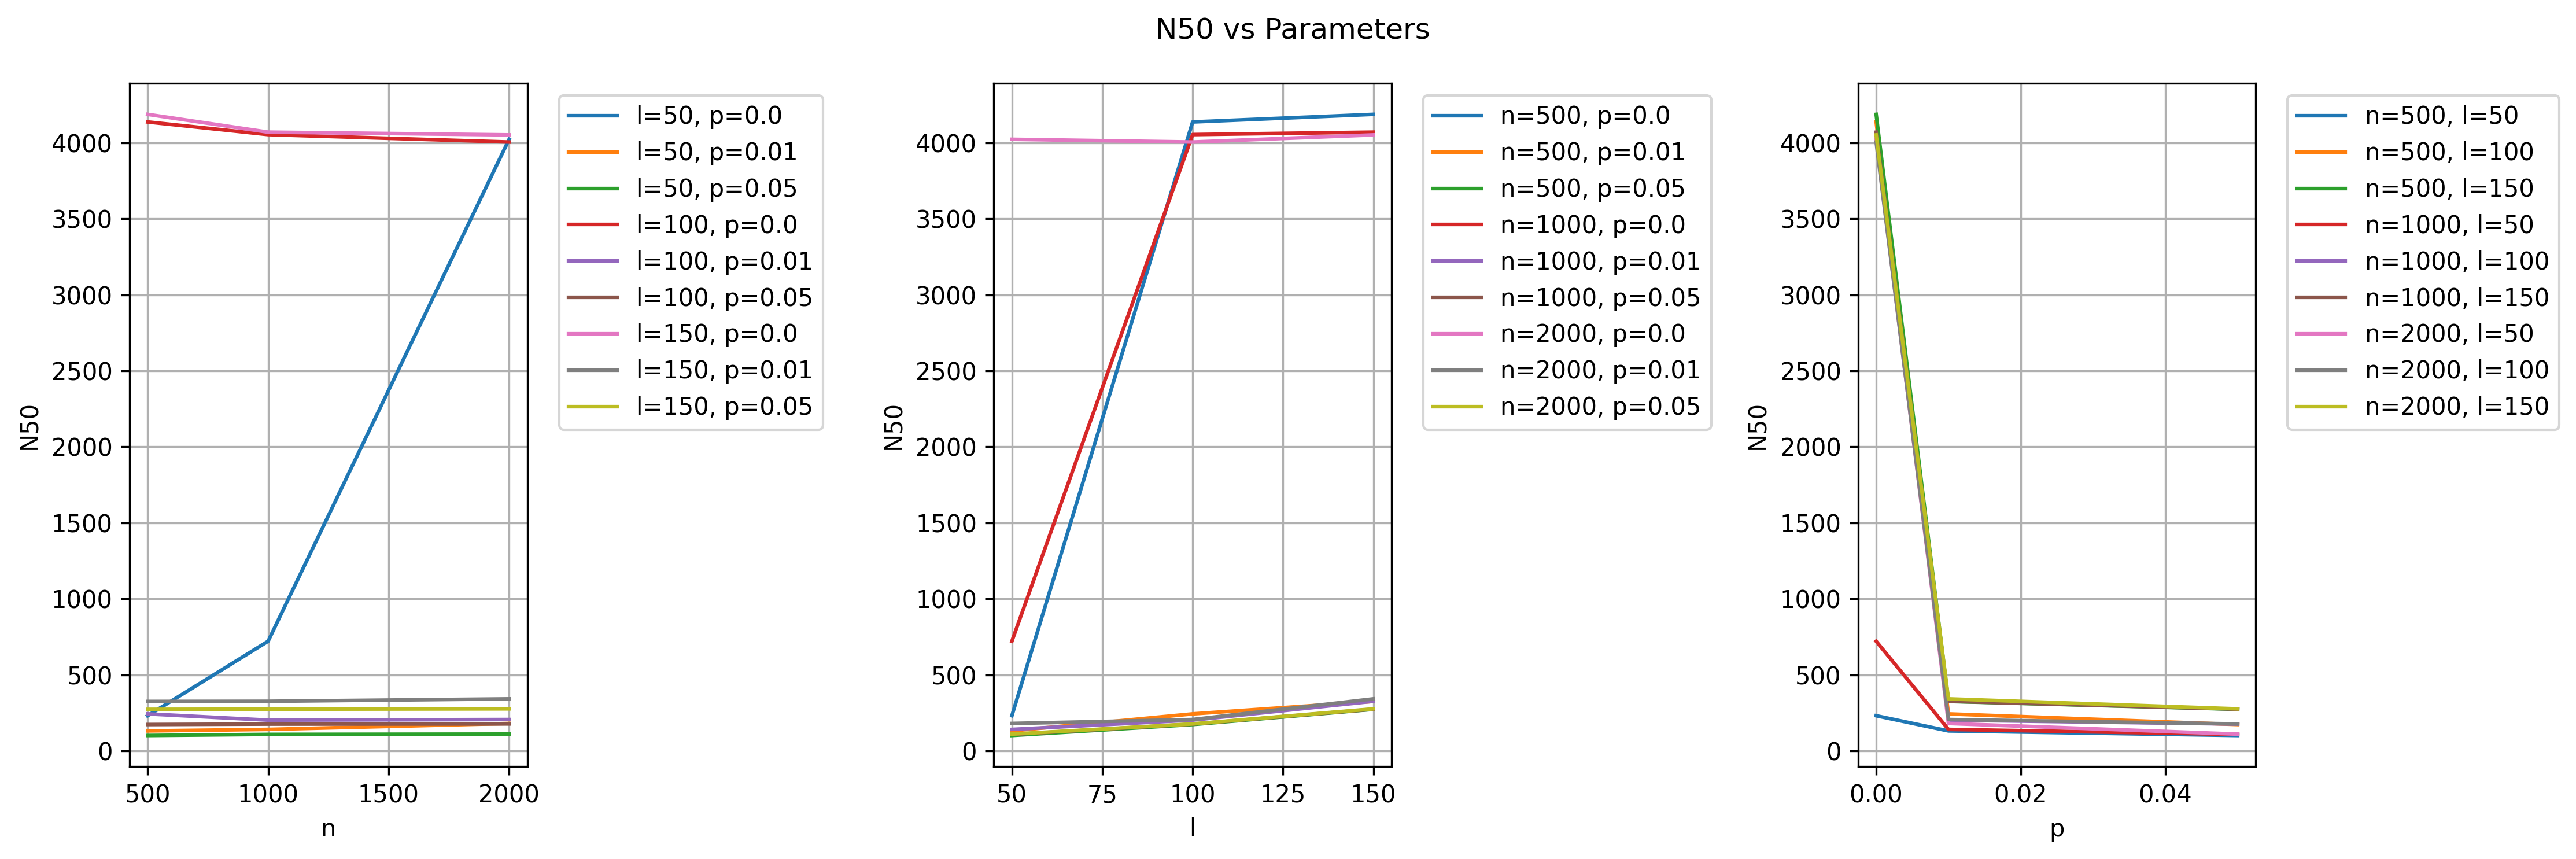 N50 vs Parameters
N50
4000
3500
3000
2500
2000
1500
1000
500
0
500 1000 1500 2000
n
l=50, p=0.0
l=50, p=0.01
l=50, p=0.05
l=100, p=0.0
l=100, p=0.01
l=100, p=0.05
l=150, p=0.0
l=150, p=0.01
l=150, p=0.05
N50
4000
3500
3000
2500
2000
1500
1000
500
0
50 75 100 125 150
l
n=500, p=0.0
n=500, p=0.01
n=500, p=0.05
n=1000, p=0.0
n=1000, p=0.01
n=1000, p=0.05
n=2000, p=0.0
n=2000, p=0.01
n=2000, p=0.05
N50
4000
3500
3000
2500
2000
1500
1000
500
0
0.00 0.02 0.04
p
n=500, l=50
n=500, l=100
n=500, l=150
n=1000, l=50
n=1000, l=100
n=1000, l=150
n=2000, l=50
n=2000, l=100
n=2000, l=150